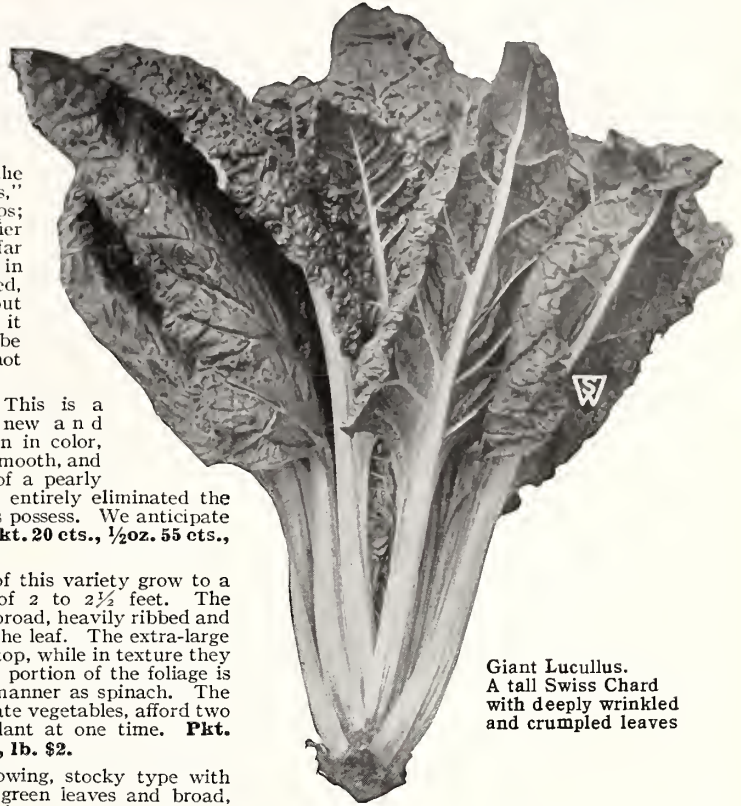 he
s,"
ps;
ier
far
in
ed,
out
it
be
not
This is a
new and
n in color,
mooth, and
of a pearly
entirely eliminated the
s possess. We anticipate
kt. 20 cts., ½oz. 55 cts.,
of this variety grow to a
of 2 to 2½ feet. The
broad, heavily ribbed and
he leaf. The extra-large
top, while in texture they
portion of the foliage is
manner as spinach. The
ate vegetables, afford two
lant at one time. Pkt.
, lb. $2.
owing, stocky type with
green leaves and broad,
SW
Giant Lucullus.
A tall Swiss Chard
with deeply wrinkled
and crumpled leaves